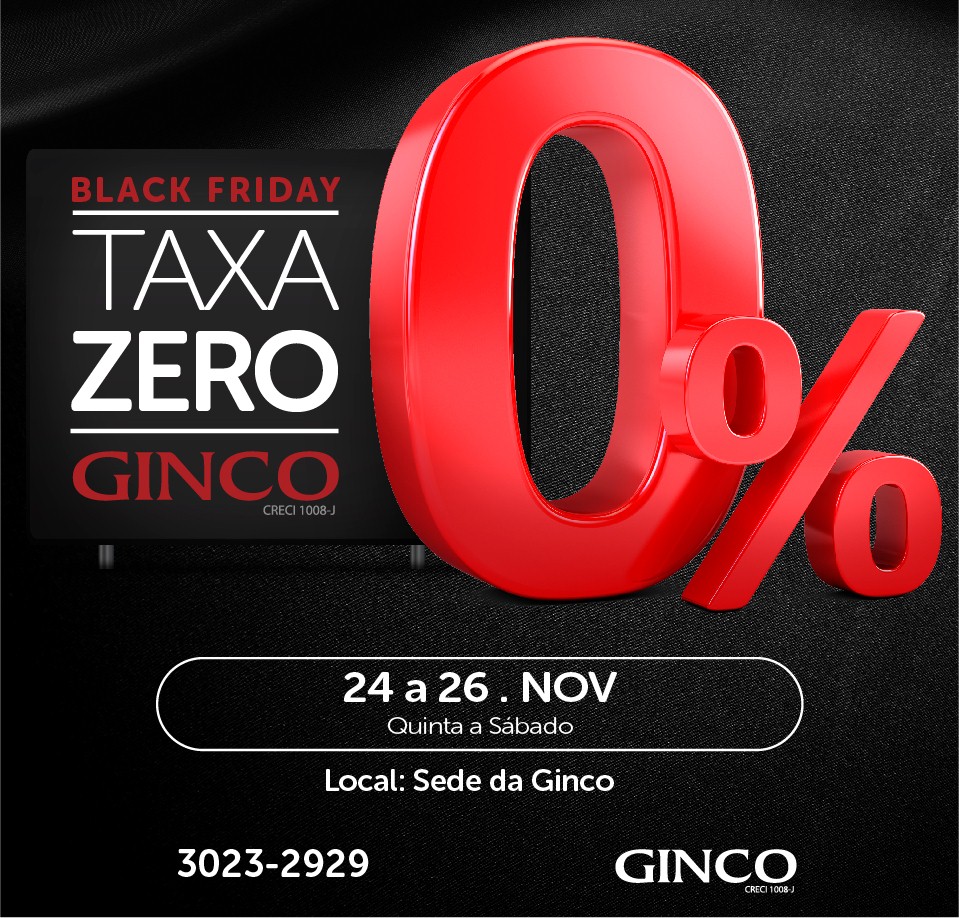 BLACK FRIDAY
TAXA
ZERO
GINCO
CRECI 1008-J
0%
24 a 26 . NOV
Quinta a Sábado
Local: Sede da Ginco
3023-2929
GINCO
CRECI 1008-J